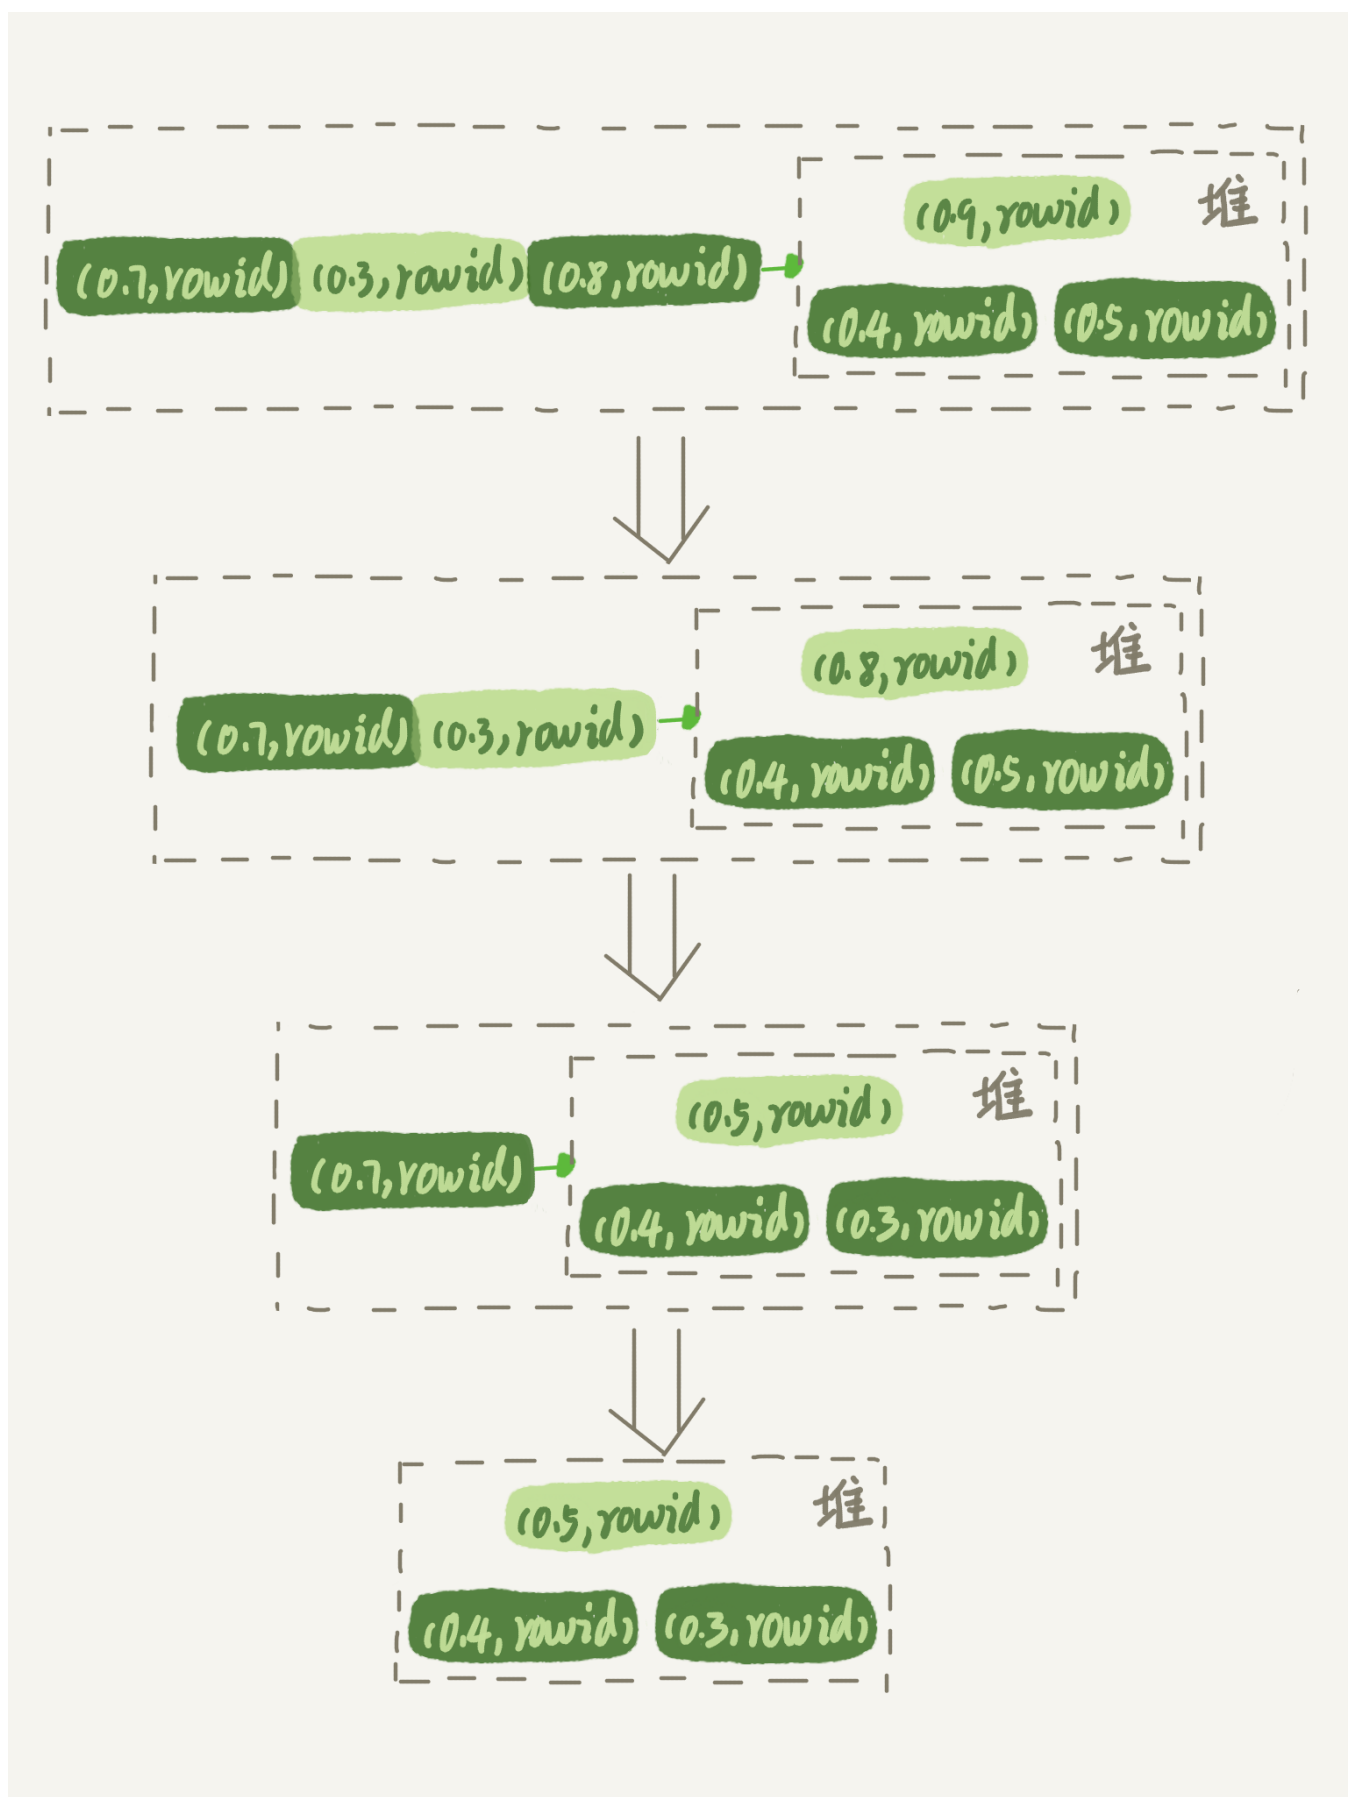 堆
(0.9,rowid)
(0.7,rowid) (0.3,rowid) (0.8,rowid)
(0.4,rowid) (0.5,rowid)
堆
(0.8,rowid)
(0.7,rowid) (0.3,rowid)
(0.4,rowid) (0.5,rowid)
堆
(0.5,rowid)
(0.7,rowid)
(0.4,rowid) (0.3,rowid)
堆
(0.5,rowid)
(0.4,rowid) (0.3,rowid)